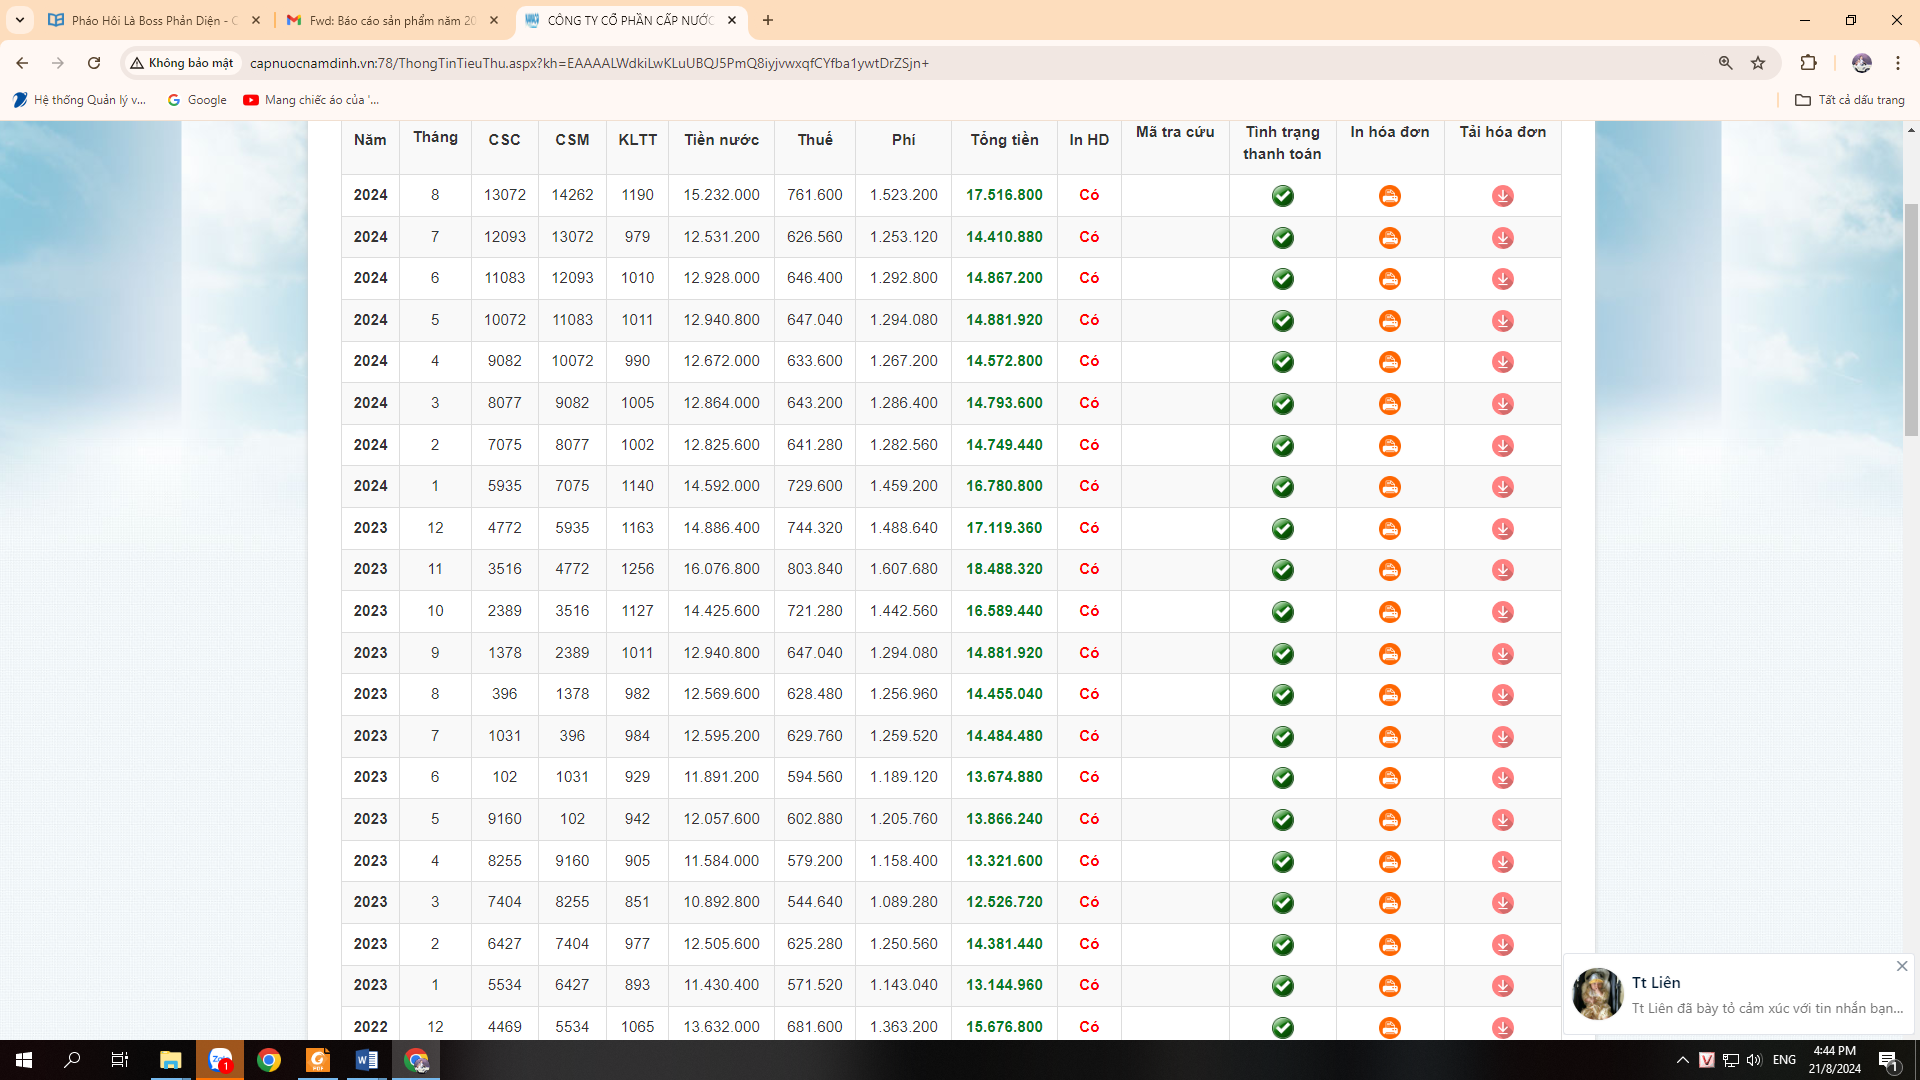 Pháo Hôi Là Boss Phản Diện - C
Fwd: Báo cáo sản phẩm năm 20
CÔNG TY CỔ PHẦN CẤP NƯỚC
Không bảo mật
capnuocnamdinh.vn:78/ThongTinTieuThu.aspx?kh=EAAAALWdkiLwKLuUBQJ5PmQ8iyjvwxqfCYfba1ywtDrZSjn+
Hệ thống Quản lý v...
Google
Mang chiếc áo của '...
Tất cả dấu trang
Năm Tháng CSC CSM KLTT Tiền nước Thuế Phí Tổng tiền In HD Mã tra cứu Tình trạng thanh toán In hóa đơn Tải hóa đơn
2024 8 13072 14262 1190 15.232.000 761.600 1.523.200 17.516.800 Có
2024 7 12093 13072 979 12.531.200 626.560 1.253.120 14.410.880 Có
2024 6 11083 12093 1010 12.928.000 646.400 1.292.800 14.867.200 Có
2024 5 10072 11083 1011 12.940.800 647.040 1.294.080 14.881.920 Có
2024 4 9082 10072 990 12.672.000 633.600 1.267.200 14.572.800 Có
2024 3 8077 9082 1005 12.864.000 643.200 1.286.400 14.793.600 Có
2024 2 7075 8077 1002 12.825.600 641.280 1.282.560 14.749.440 Có
2024 1 5935 7075 1140 14.592.000 729.600 1.459.200 16.780.800 Có
2023 12 4772 5935 1163 14.886.400 744.320 1.488.640 17.119.360 Có
2023 11 3516 4772 1256 16.076.800 803.840 1.607.680 18.488.320 Có
2023 10 2389 3516 1127 14.425.600 721.280 1.442.560 16.589.440 Có
2023 9 1378 2389 1011 12.940.800 647.040 1.294.080 14.881.920 Có
2023 8 396 1378 982 12.569.600 628.480 1.256.960 14.455.040 Có
2023 7 1031 396 984 12.595.200 629.760 1.259.520 14.484.480 Có
2023 6 102 1031 929 11.891.200 594.560 1.189.120 13.674.880 Có
2023 5 9160 102 942 12.057.600 602.880 1.205.760 13.866.240 Có
2023 4 8255 9160 905 11.584.000 579.200 1.158.400 13.321.600 Có
2023 3 7404 8255 851 10.892.800 544.640 1.089.280 12.526.720 Có
2023 2 6427 7404 977 12.505.600 625.280 1.250.560 14.381.440 Có
2023 1 5534 6427 893 11.430.400 571.520 1.143.040 13.144.960 Có
2022 12 4469 5534 1065 13.632.000 681.600 1.363.200 15.676.800 Có
Tt Liên
Tt Liên đã bày tỏ cảm xúc với tin nhắn bạn...
ENG
4:44 PM
21/8/2024
1